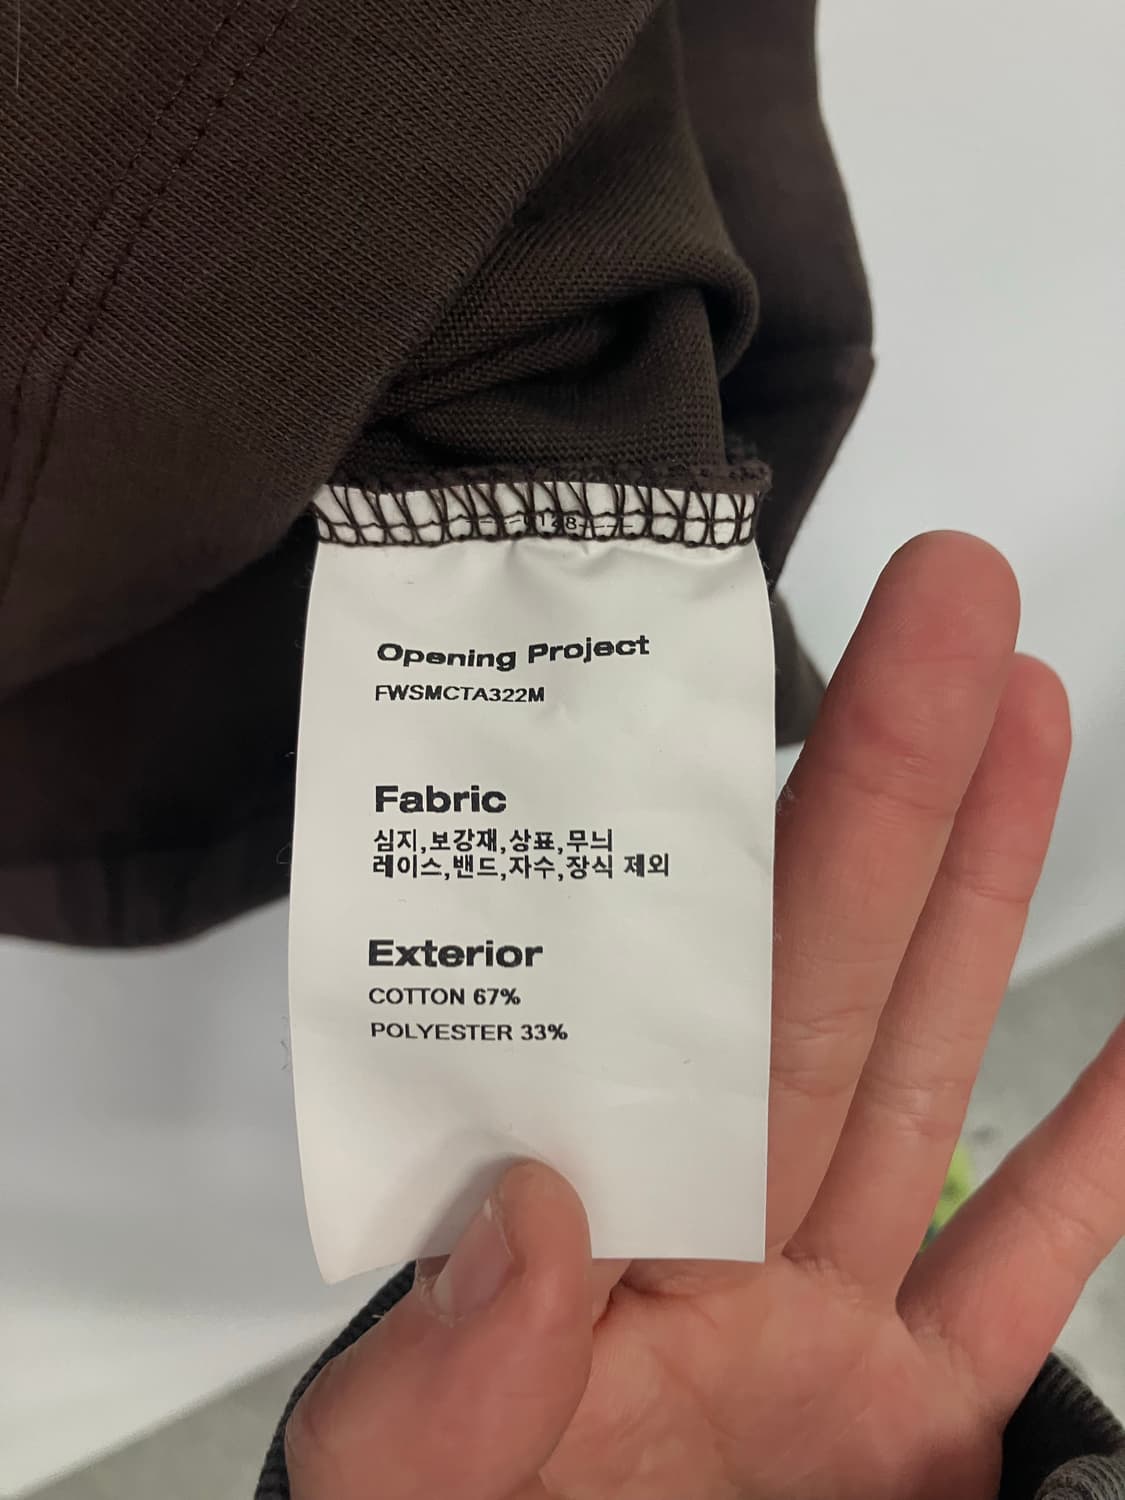 Opening Project
FWSMCTA322M
Fabric
심지,보강재,상표,무늬
레이스,밴드,자수,장식 제외
Exterior
COTTON 67%
POLYESTER 33%